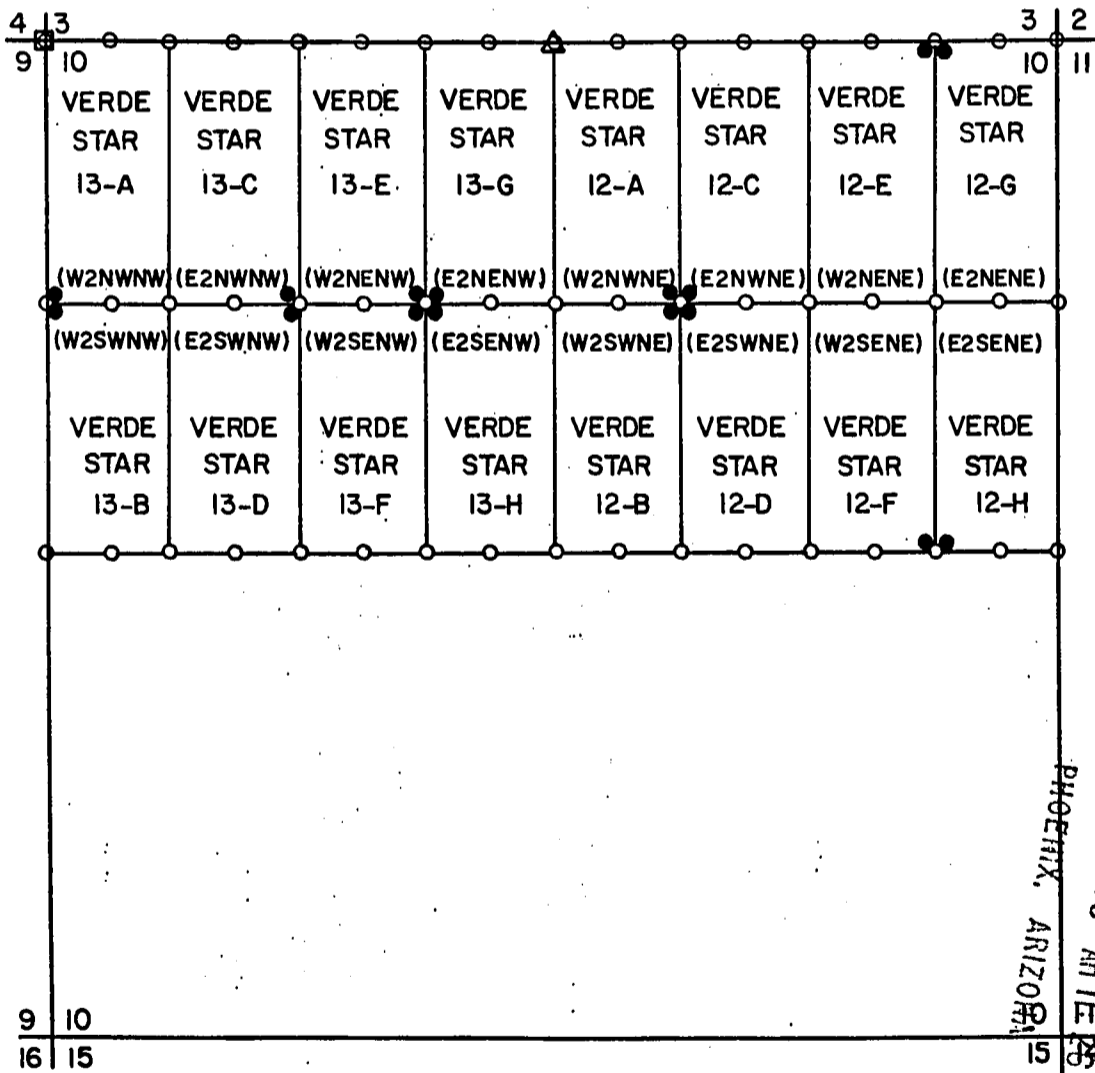 4 3 3 2
9 10 10 11
VERDE VERDE VERDE VERDE VERDE VERDE VERDE VERDE
STAR STAR STAR STAR STAR STAR STAR STAR
13-A 13-C 13-E 13-G 12-A 12-C 12-E 12-G
(W2NWNW) (E2NWNW) (W2NENW) (E2NENW) (W2NWNE) (E2NWNE) (W2NENE) (E2NENE)
(W2SWNW) (E2SWNW) (W2SENW) (E2SENW) (W2SWNE) (E2SWNE) (W2SENE) (E2SENE)
VERDE VERDE VERDE VERDE VERDE VERDE VERDE VERDE
STAR STAR STAR STAR STAR STAR STAR STAR
13-B 13-D 13-F 13-H 12-B 12-D 12-F 12-H
PHOENIX, ARIZONA
9 10
16 15 15